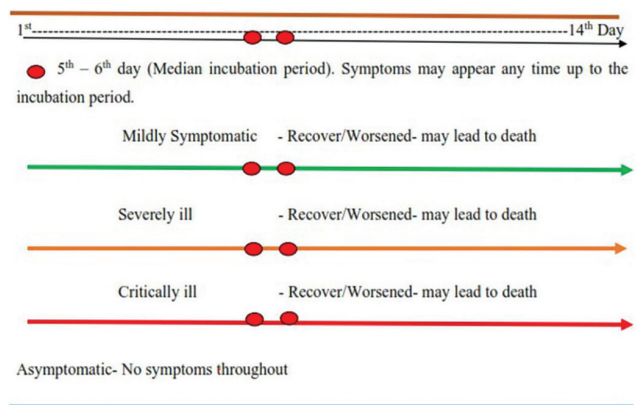 1st-----------------------------------------------------------------------------------14th Day
5th – 6th day (Median incubation period). Symptoms may appear any time up to the
incubation period.
Mildly Symptomatic - Recover/Worsened- may lead to death
Severely ill - Recover/Worsened- may lead to death
Critically ill - Recover/Worsened- may lead to death
Asymptomatic- No symptoms throughout